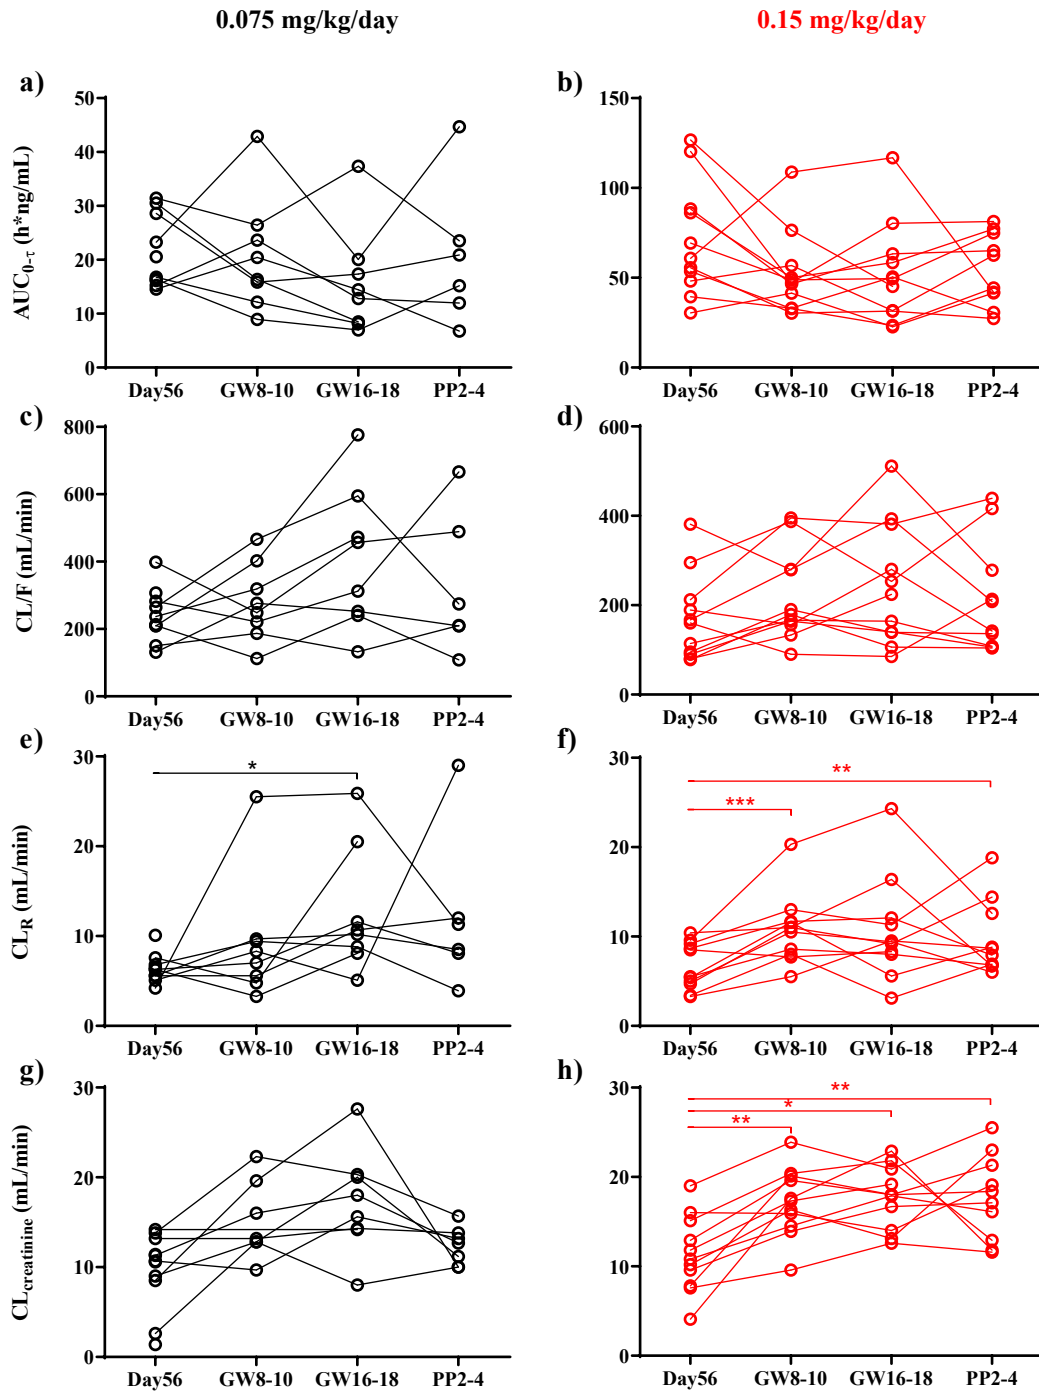 0.075 mg/kg/day
0.15 mg/kg/day
a)
b)
AUC0-τ (h*ng/mL)
50
40
30
20
10
0
Day56 GW8-10 GW16-18 PP2-4
150
100
50
0
Day56 GW8-10 GW16-18 PP2-4
c)
d)
CL/F (mL/min)
800
600
400
200
0
Day56 GW8-10 GW16-18 PP2-4
600
400
200
0
Day56 GW8-10 GW16-18 PP2-4
e)
f)
CLR (mL/min)
30
20
10
0
*
Day56 GW8-10 GW16-18 PP2-4
30
20
10
0
**
***
Day56 GW8-10 GW16-18 PP2-4
g)
h)
CLcreatinine (mL/min)
30
20
10
0
Day56 GW8-10 GW16-18 PP2-4
30
20
10
0
**
*
**
Day56 GW8-10 GW16-18 PP2-4